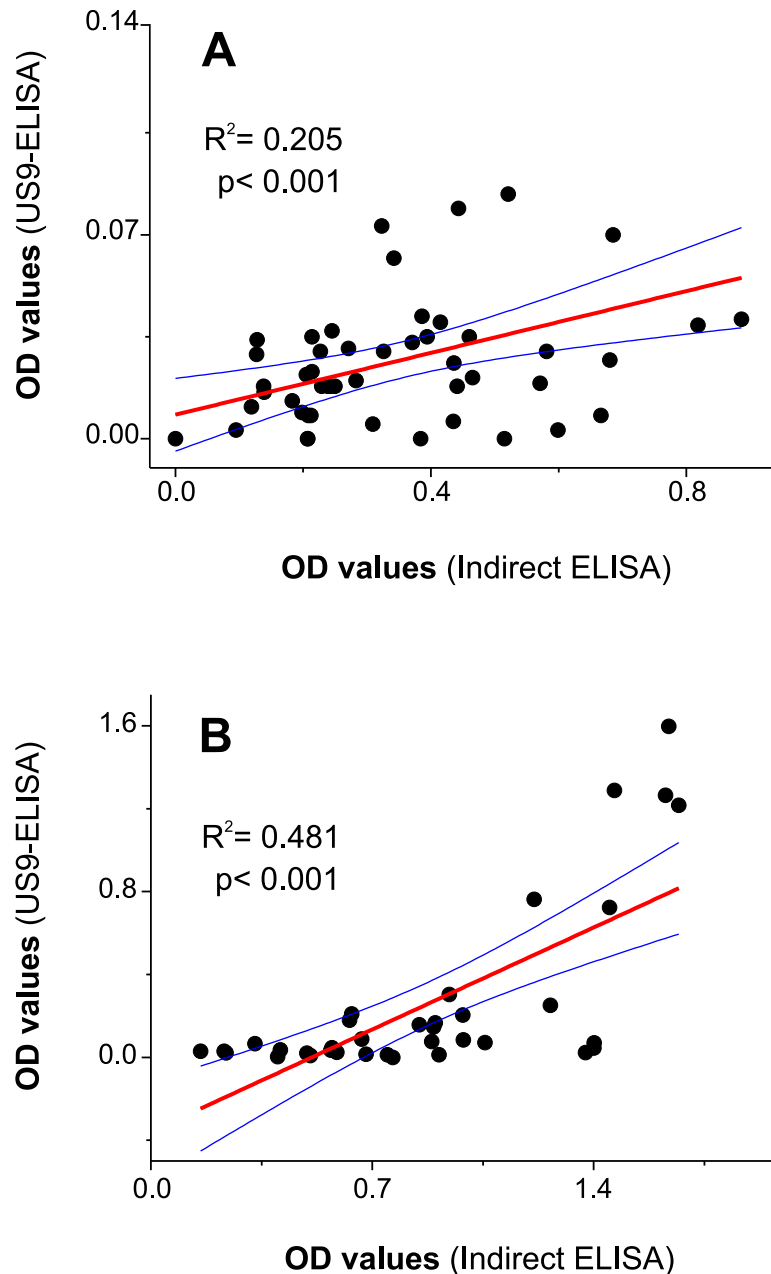 A
R²= 0.205
p< 0.001
OD values (US9-ELISA)
0.14
0.07
0.00
0.0 0.4 0.8
OD values (Indirect ELISA)
B
R²= 0.481
p< 0.001
OD values (US9-ELISA)
1.6
0.8
0.0
0.0 0.7 1.4
OD values (Indirect ELISA)